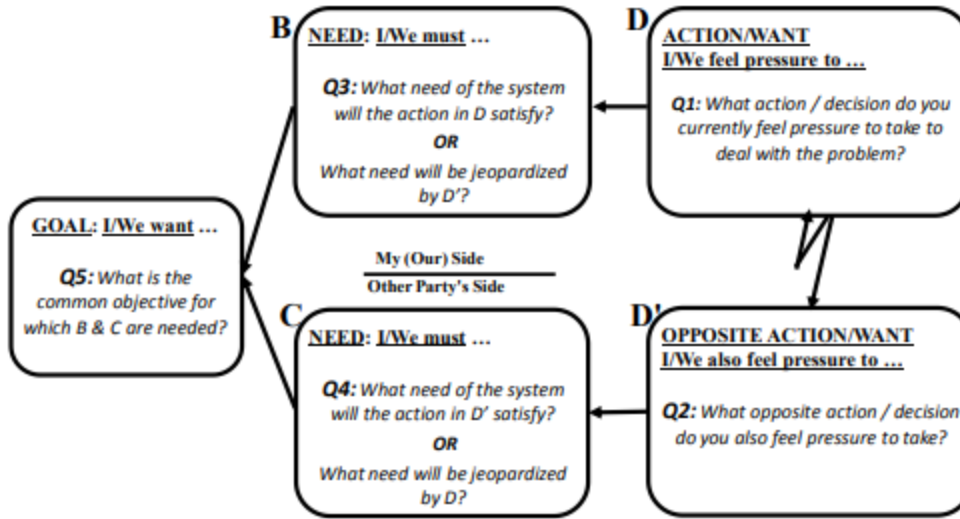 B
NEED: I/We must ...
Q3: What need of the system
will the action in D satisfy?
OR
What need will be jeopardized
by D'?
D
ACTION/WANT
I/We feel pressure to ...
Q1: What action / decision do you
currently feel pressure to take to
deal with the problem?
GOAL: I/We want ...
Q5: What is the
common objective for
which B & C are needed?
My (Our) Side
Other Party's Side
C
NEED: I/We must ...
Q4: What need of the system
will the action in D' satisfy?
OR
What need will be jeopardized
by D?
D'
OPPOSITE ACTION/WANT
I/We also feel pressure to ...
Q2: What opposite action / decision
do you also feel pressure to take?